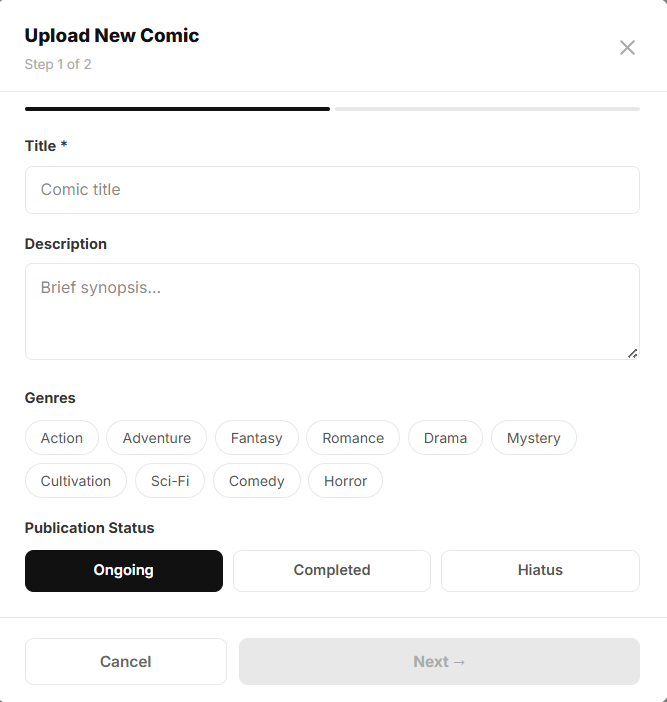 Upload New Comic
Step 1 of 2
Title *
Comic title
Description
Brief synopsis...
Genres
Action Adventure Fantasy Romance Drama Mystery
Cultivation Sci-Fi Comedy Horror
Publication Status
Ongoing Completed Hiatus
Cancel Next →